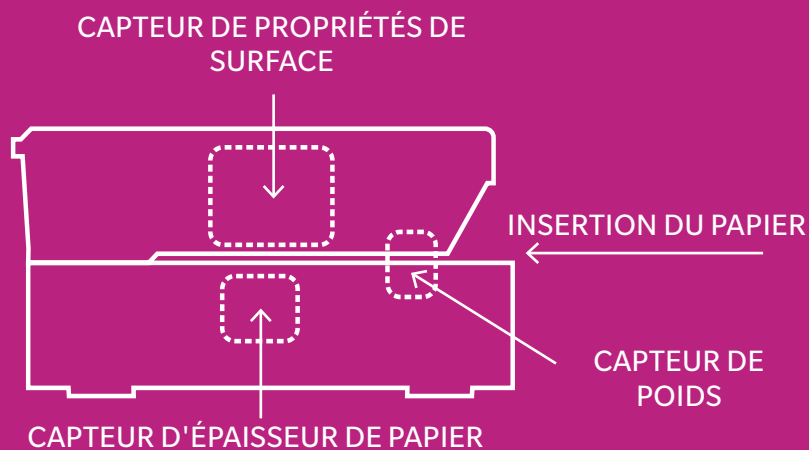 CAPTEUR DE PROPRIÉTÉS DE
SURFACE
INSERTION DU PAPIER
CAPTEUR DE
POIDS
CAPTEUR D'ÉPAISSEUR DE PAPIER